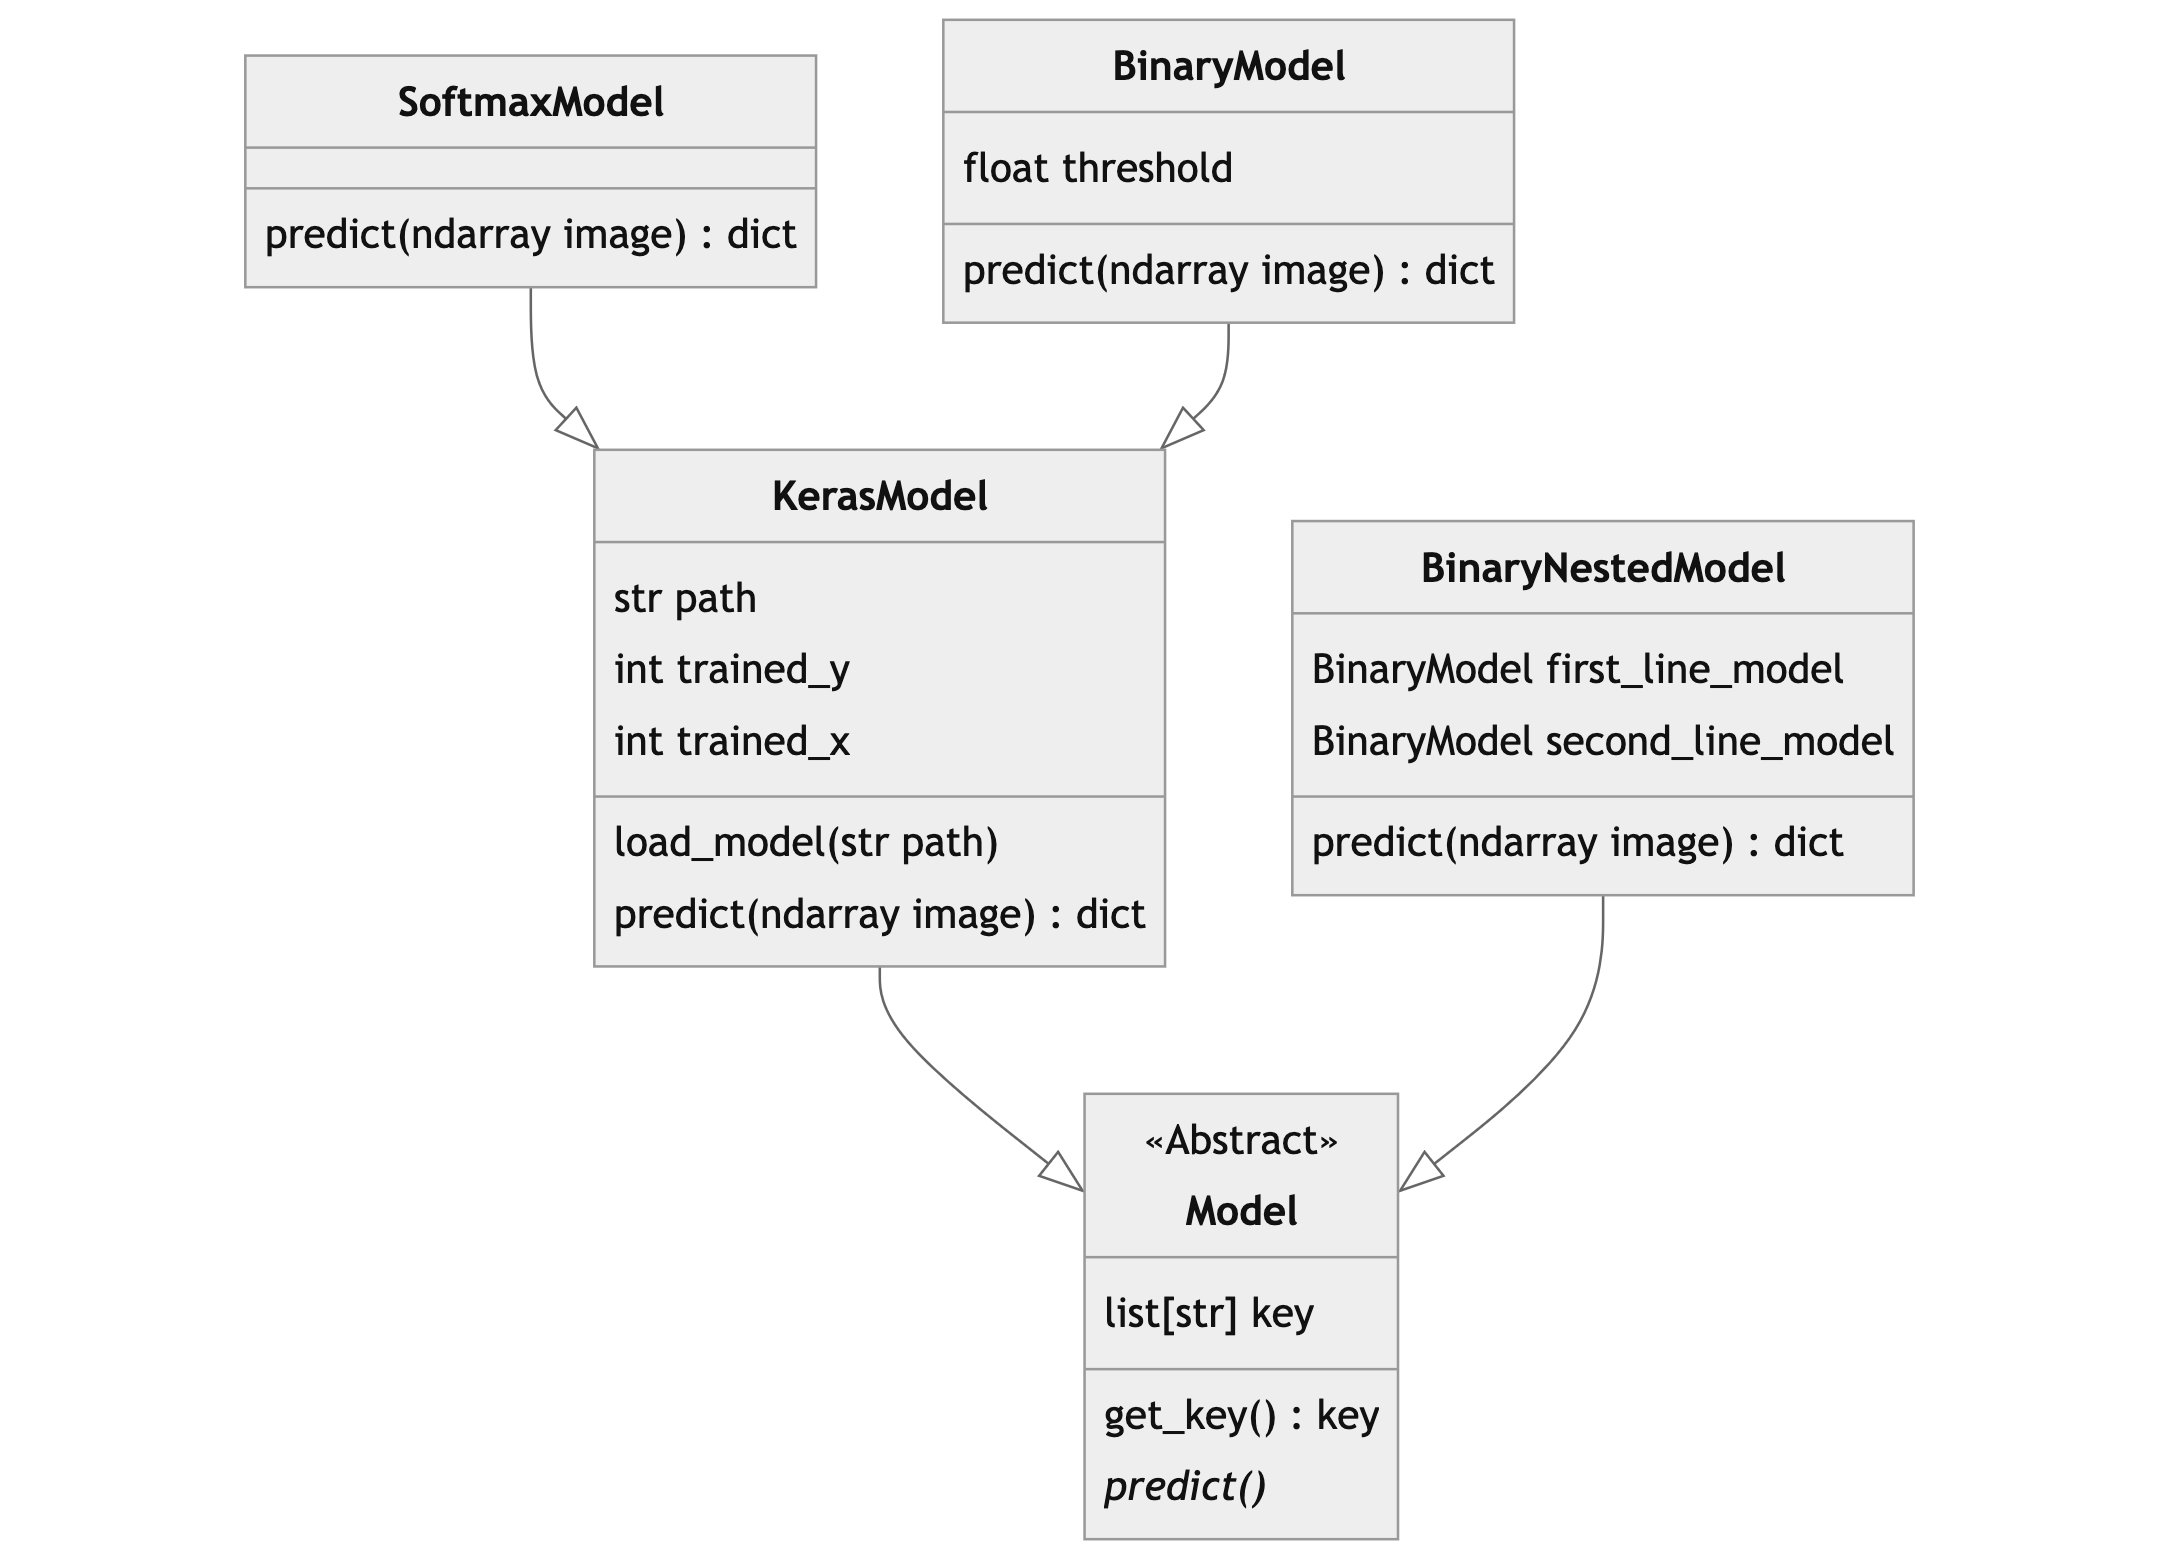 SoftmaxModel
predict(ndarray image) : dict
BinaryModel
float threshold
predict(ndarray image) : dict
KerasModel
str path
int trained_y
int trained_x
load_model(str path)
predict(ndarray image) : dict
BinaryNestedModel
BinaryModel first_line_model
BinaryModel second_line_model
predict(ndarray image) : dict
«Abstract»
Model
list[str] key
get_key() : key
predict()